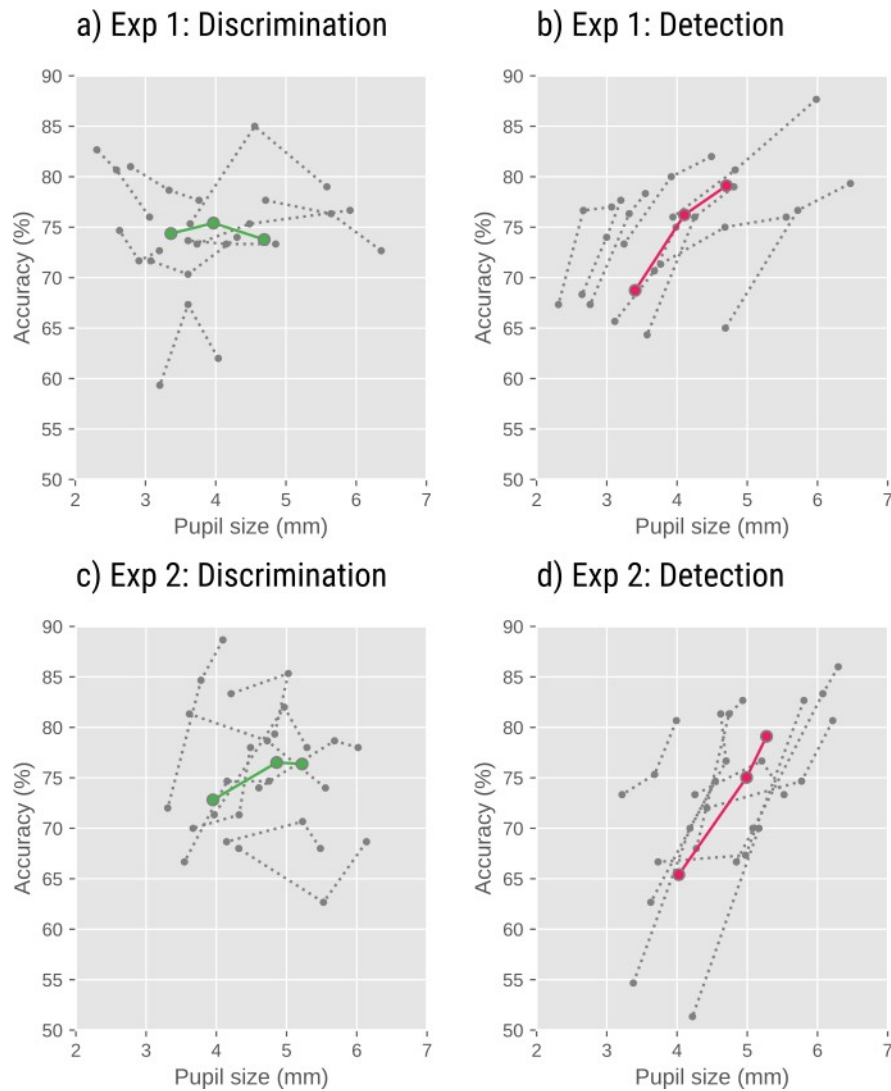 a) Exp 1: Discrimination
b) Exp 1: Detection
90
85
80
75
70
65
60
55
50
Accuracy (%)
2 3 4 5 6 7
Pupil size (mm)
90
85
80
75
70
65
60
55
50
Accuracy (%)
2 3 4 5 6 7
Pupil size (mm)
c) Exp 2: Discrimination
d) Exp 2: Detection
90
85
80
75
70
65
60
55
50
Accuracy (%)
2 3 4 5 6 7
Pupil size (mm)
90
85
80
75
70
65
60
55
50
Accuracy (%)
2 3 4 5 6 7
Pupil size (mm)